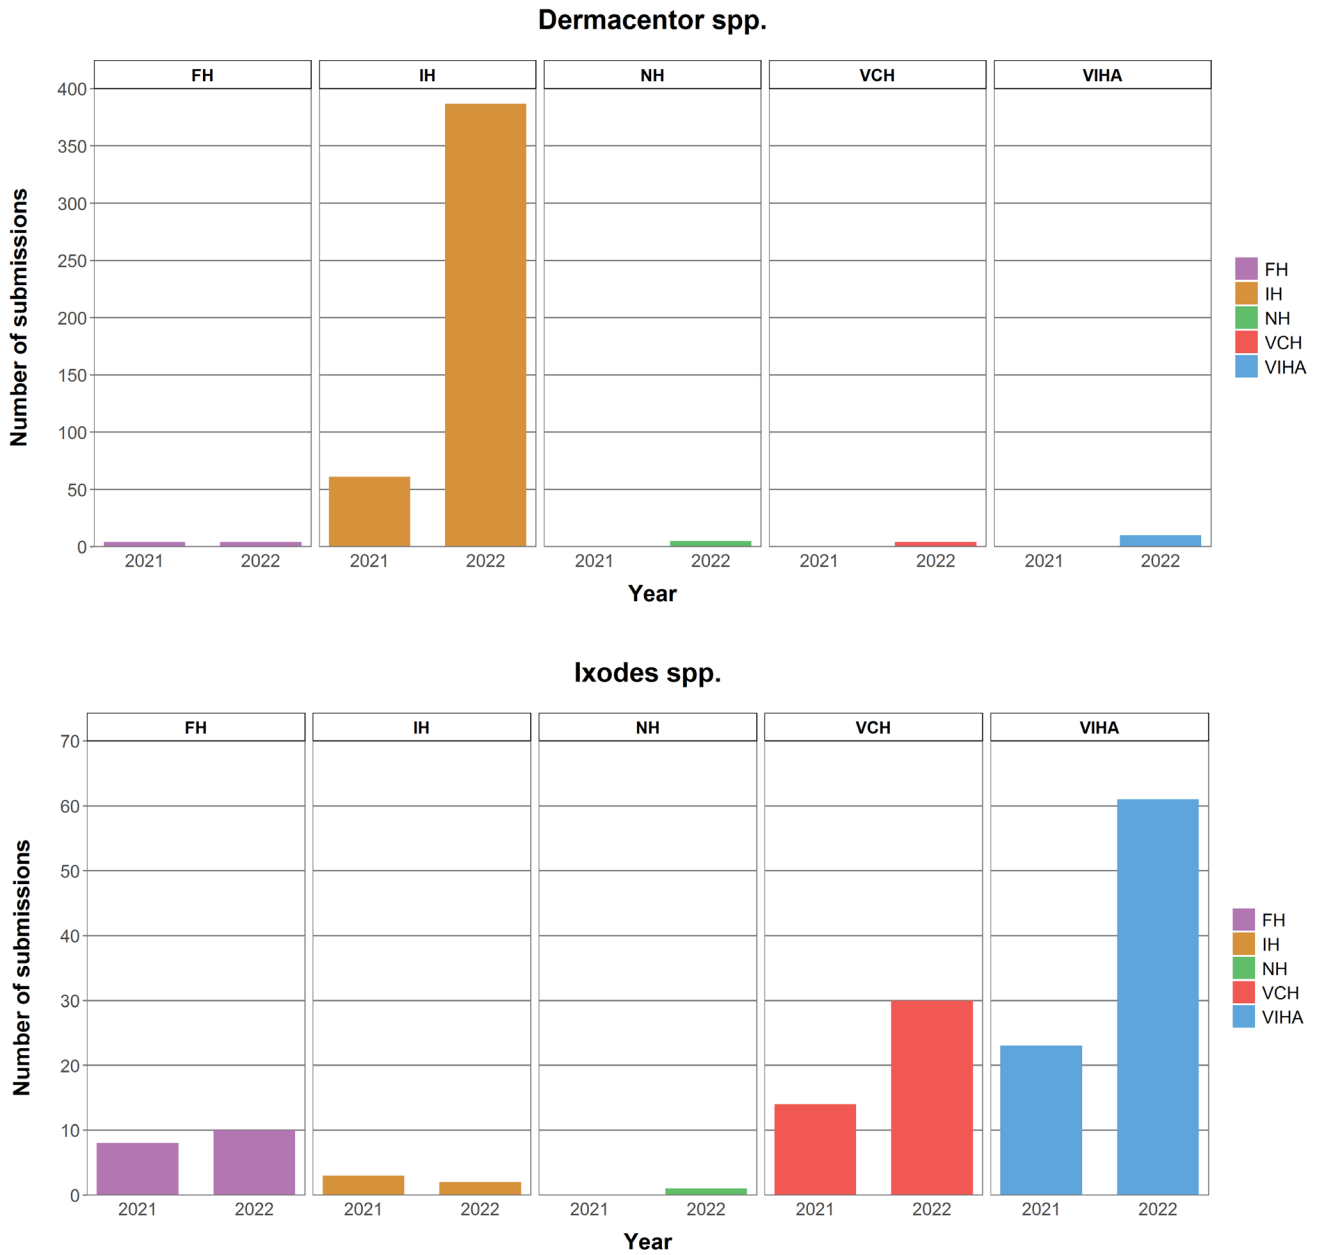 Dermacentor spp.
FH IH NH VCH VIHA
400
350
300
250
200
150
100
50
0
Number of submissions
2021 2022 2021 2022 2021 2022 2021 2022 2021 2022
Year
FH
IH
NH
VCH
VIHA
Ixodes spp.
FH IH NH VCH VIHA
70
60
50
40
30
20
10
0
Number of submissions
2021 2022 2021 2022 2021 2022 2021 2022 2021 2022
Year
FH
IH
NH
VCH
VIHA